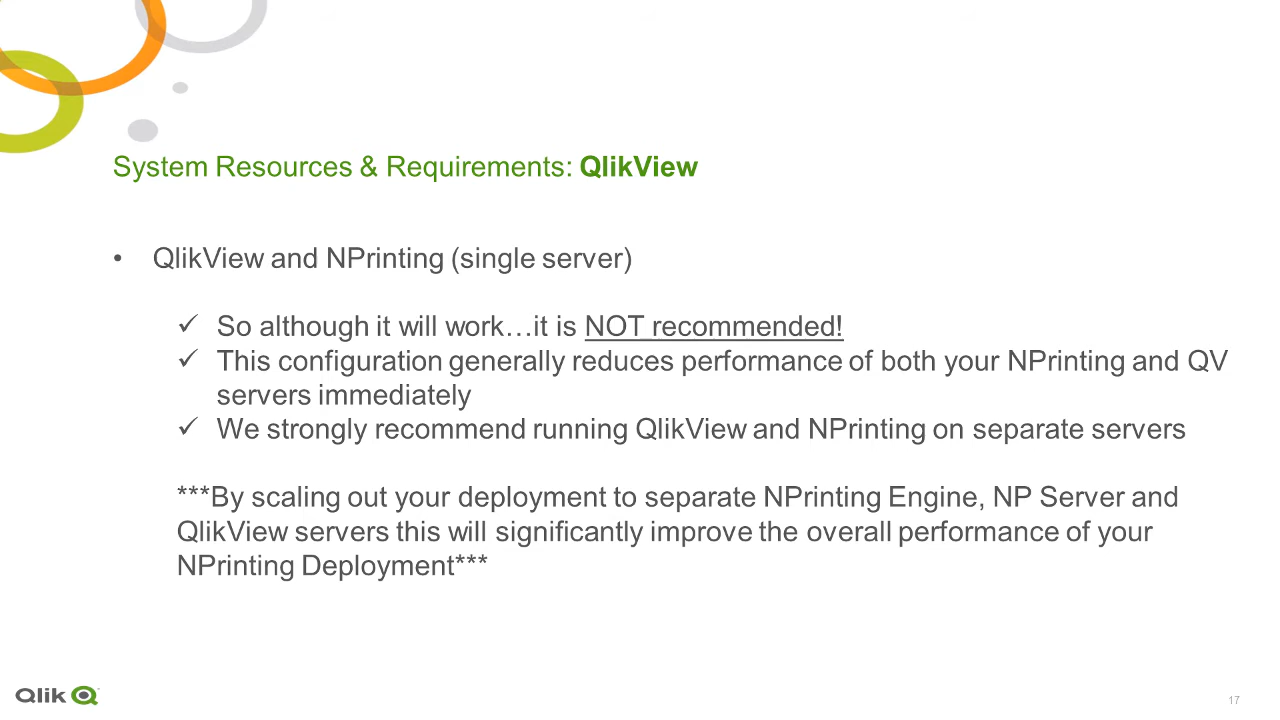 System Resources & Requirements: QlikView
• QlikView and NPrinting (single server)
✓ So although it will work…it is NOT recommended!
✓ This configuration generally reduces performance of both your NPrinting and QV
servers immediately
✓ We strongly recommend running QlikView and NPrinting on separate servers
***By scaling out your deployment to separate NPrinting Engine, NP Server and
QlikView servers this will significantly improve the overall performance of your
NPrinting Deployment***
Qlik
17